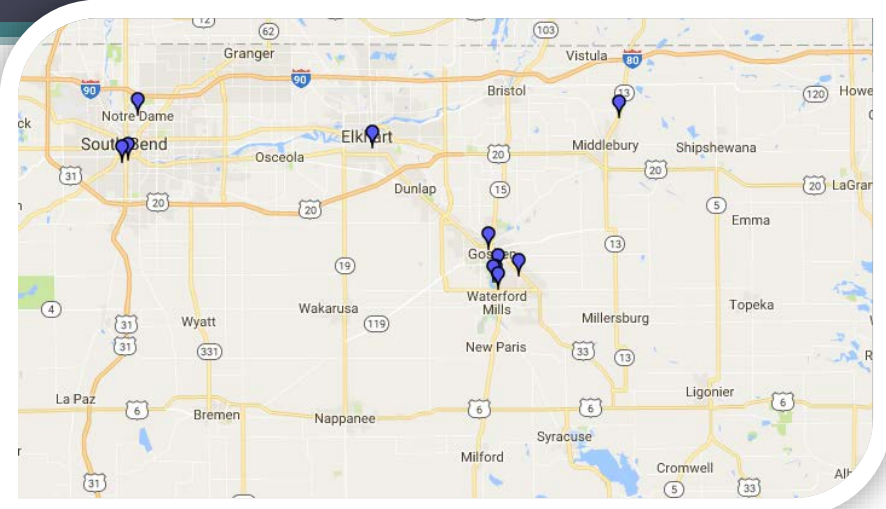 12
62
103
Granger
Vistula
80
90
90
13
Bristol
120
Howe
Notre Dame
ck
South Bend
Elkhart
Middlebury
Shipshewana
Osceola
20
20
31
Dunlap
15
20
LaGrar
20
20
5
Emma
13
Goshen
19
4
Waterford
Mills
Wakarusa
Topeka
31
Wyatt
119
Millersburg
31
331
New Paris
33
13
R
La Paz
Ligonier
6
6
6
6
Bremen
Nappanee
Syracuse
Milford
Cromwell
Alb
31
5
33